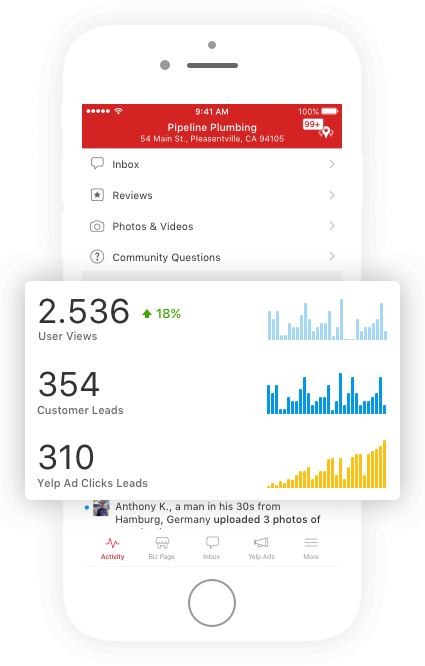 9:41 AM 100%
Pipeline Plumbing
54 Main St., Pleasentville, CA 94105
99+
Inbox
Reviews
Photos & Videos
? Community Questions
2.536 18%
User Views
354
Customer Leads
310
Yelp Ad Clicks Leads
Anthony K., a man in his 30s from
Hamburg, Germany uploaded 3 photos of
Activity Biz Page Inbox Yelp Ads More